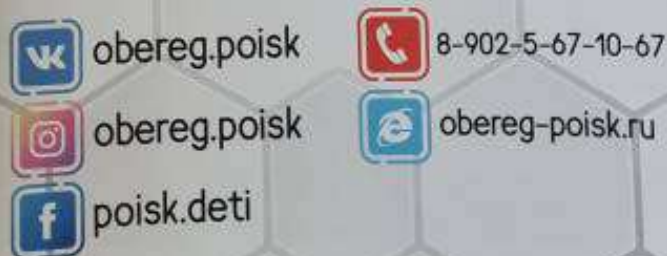 obereg.poisk
obereg.poisk
poisk.deti
8-902-5-67-10-67
obereg-poisk.ru